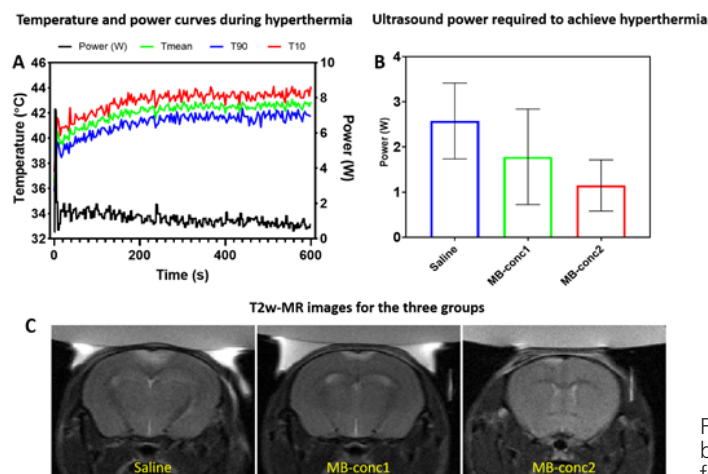 Temperature and power curves during hyperthermia
Power (W) Tmean T90 T10
A
46
44
42
40
38
36
34
32
Temperature (°C)
10
8
6
4
2
0
Power (W)
0 200 400 600
Time (s)
Ultrasound power required to achieve hyperthermia
B
4
3
2
1
0
Power (W)
Saline MB-conc1 MB-conc2
T2w-MR images for the three groups
C
Saline MB-conc1 MB-conc2